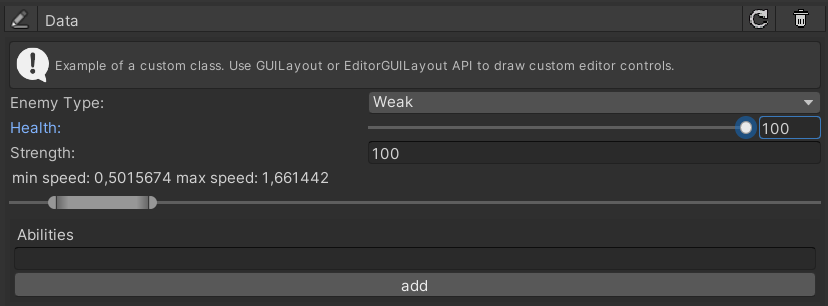 Data
Example of a custom class. Use GUILayout or EditorGUILayout API to draw custom editor controls.
Enemy Type: Weak
Health: 100
Strength: 100
min speed: 0,5015674 max speed: 1,661442
Abilities
add